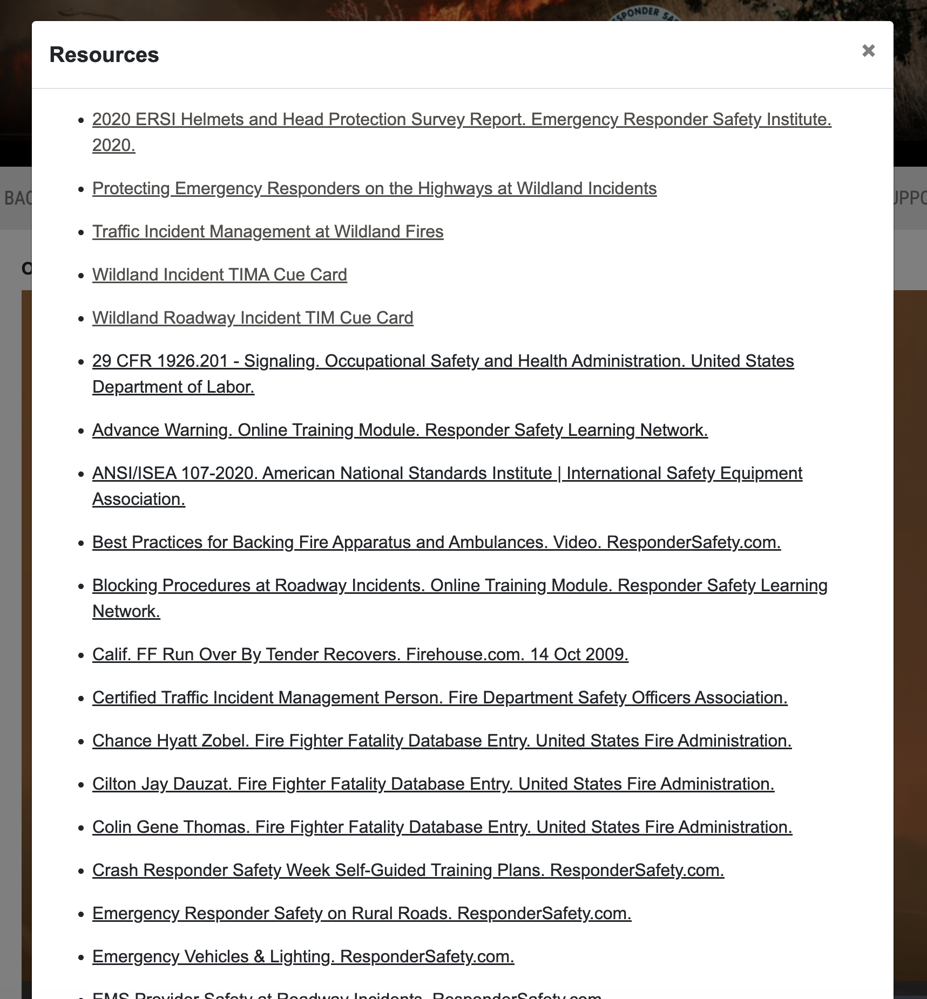 RESPONDER
Resources
2020 ERSI Helmets and Head Protection Survey Report. Emergency Responder Safety Institute.
2020.
Protecting Emergency Responders on the Highways at Wildland Incidents
Traffic Incident Management at Wildland Fires
Wildland Incident TIMA Cue Card
Wildland Roadway Incident TIM Cue Card
29 CFR 1926.201 - Signaling. Occupational Safety and Health Administration. United States
Department of Labor.
Advance Warning. Online Training Module. Responder Safety Learning Network.
ANSI/ISEA 107-2020. American National Standards Institute | International Safety Equipment
Association.
Best Practices for Backing Fire Apparatus and Ambulances. Video. ResponderSafety.com.
Blocking Procedures at Roadway Incidents. Online Training Module. Responder Safety Learning
Network.
Calif. FF Run Over By Tender Recovers. Firehouse.com. 14 Oct 2009.
Certified Traffic Incident Management Person. Fire Department Safety Officers Association.
Chance Hyatt Zobel. Fire Fighter Fatality Database Entry. United States Fire Administration.
Cilton Jay Dauzat. Fire Fighter Fatality Database Entry. United States Fire Administration.
Colin Gene Thomas. Fire Fighter Fatality Database Entry. United States Fire Administration.
Crash Responder Safety Week Self-Guided Training Plans. ResponderSafety.com.
Emergency Responder Safety on Rural Roads. ResponderSafety.com.
Emergency Vehicles & Lighting. ResponderSafety.com.
EMS Provider Safety at Roadway Incidents. ResponderSafety.com.